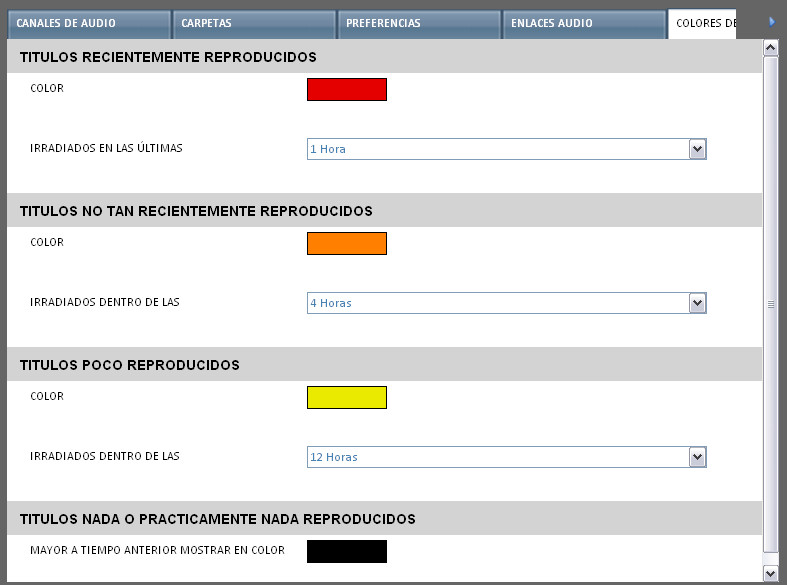 CANALES DE AUDIO
CARPETAS
PREFERENCIAS
ENLACES AUDIO
COLORES DE
TITULOS RECIENTEMENTE REPRODUCIDOS
COLOR
IRRADIADOS EN LAS ÚLTIMAS
1 Hora
TITULOS NO TAN RECIENTEMENTE REPRODUCIDOS
COLOR
IRRADIADOS DENTRO DE LAS
4 Horas
TITULOS POCO REPRODUCIDOS
COLOR
IRRADIADOS DENTRO DE LAS
12 Horas
TITULOS NADA O PRACTICAMENTE NADA REPRODUCIDOS
MAYOR A TIEMPO ANTERIOR MOSTRAR EN COLOR